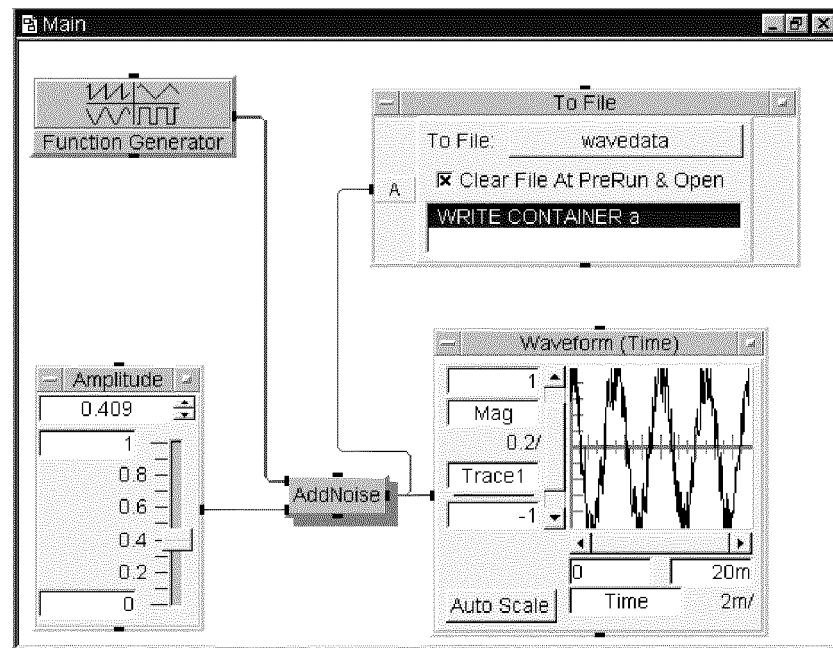 Main
Function Generator
To File
To File: wavedata
A
x Clear File At PreRun & Open
WRITE CONTAINER a
Amplitude
0.409
1
0.8
0.6
0.4
0.2
0
AddNoise
Waveform (Time)
1
Mag
0.2/
Trace1
-1
0 20m
Auto Scale Time 2m/